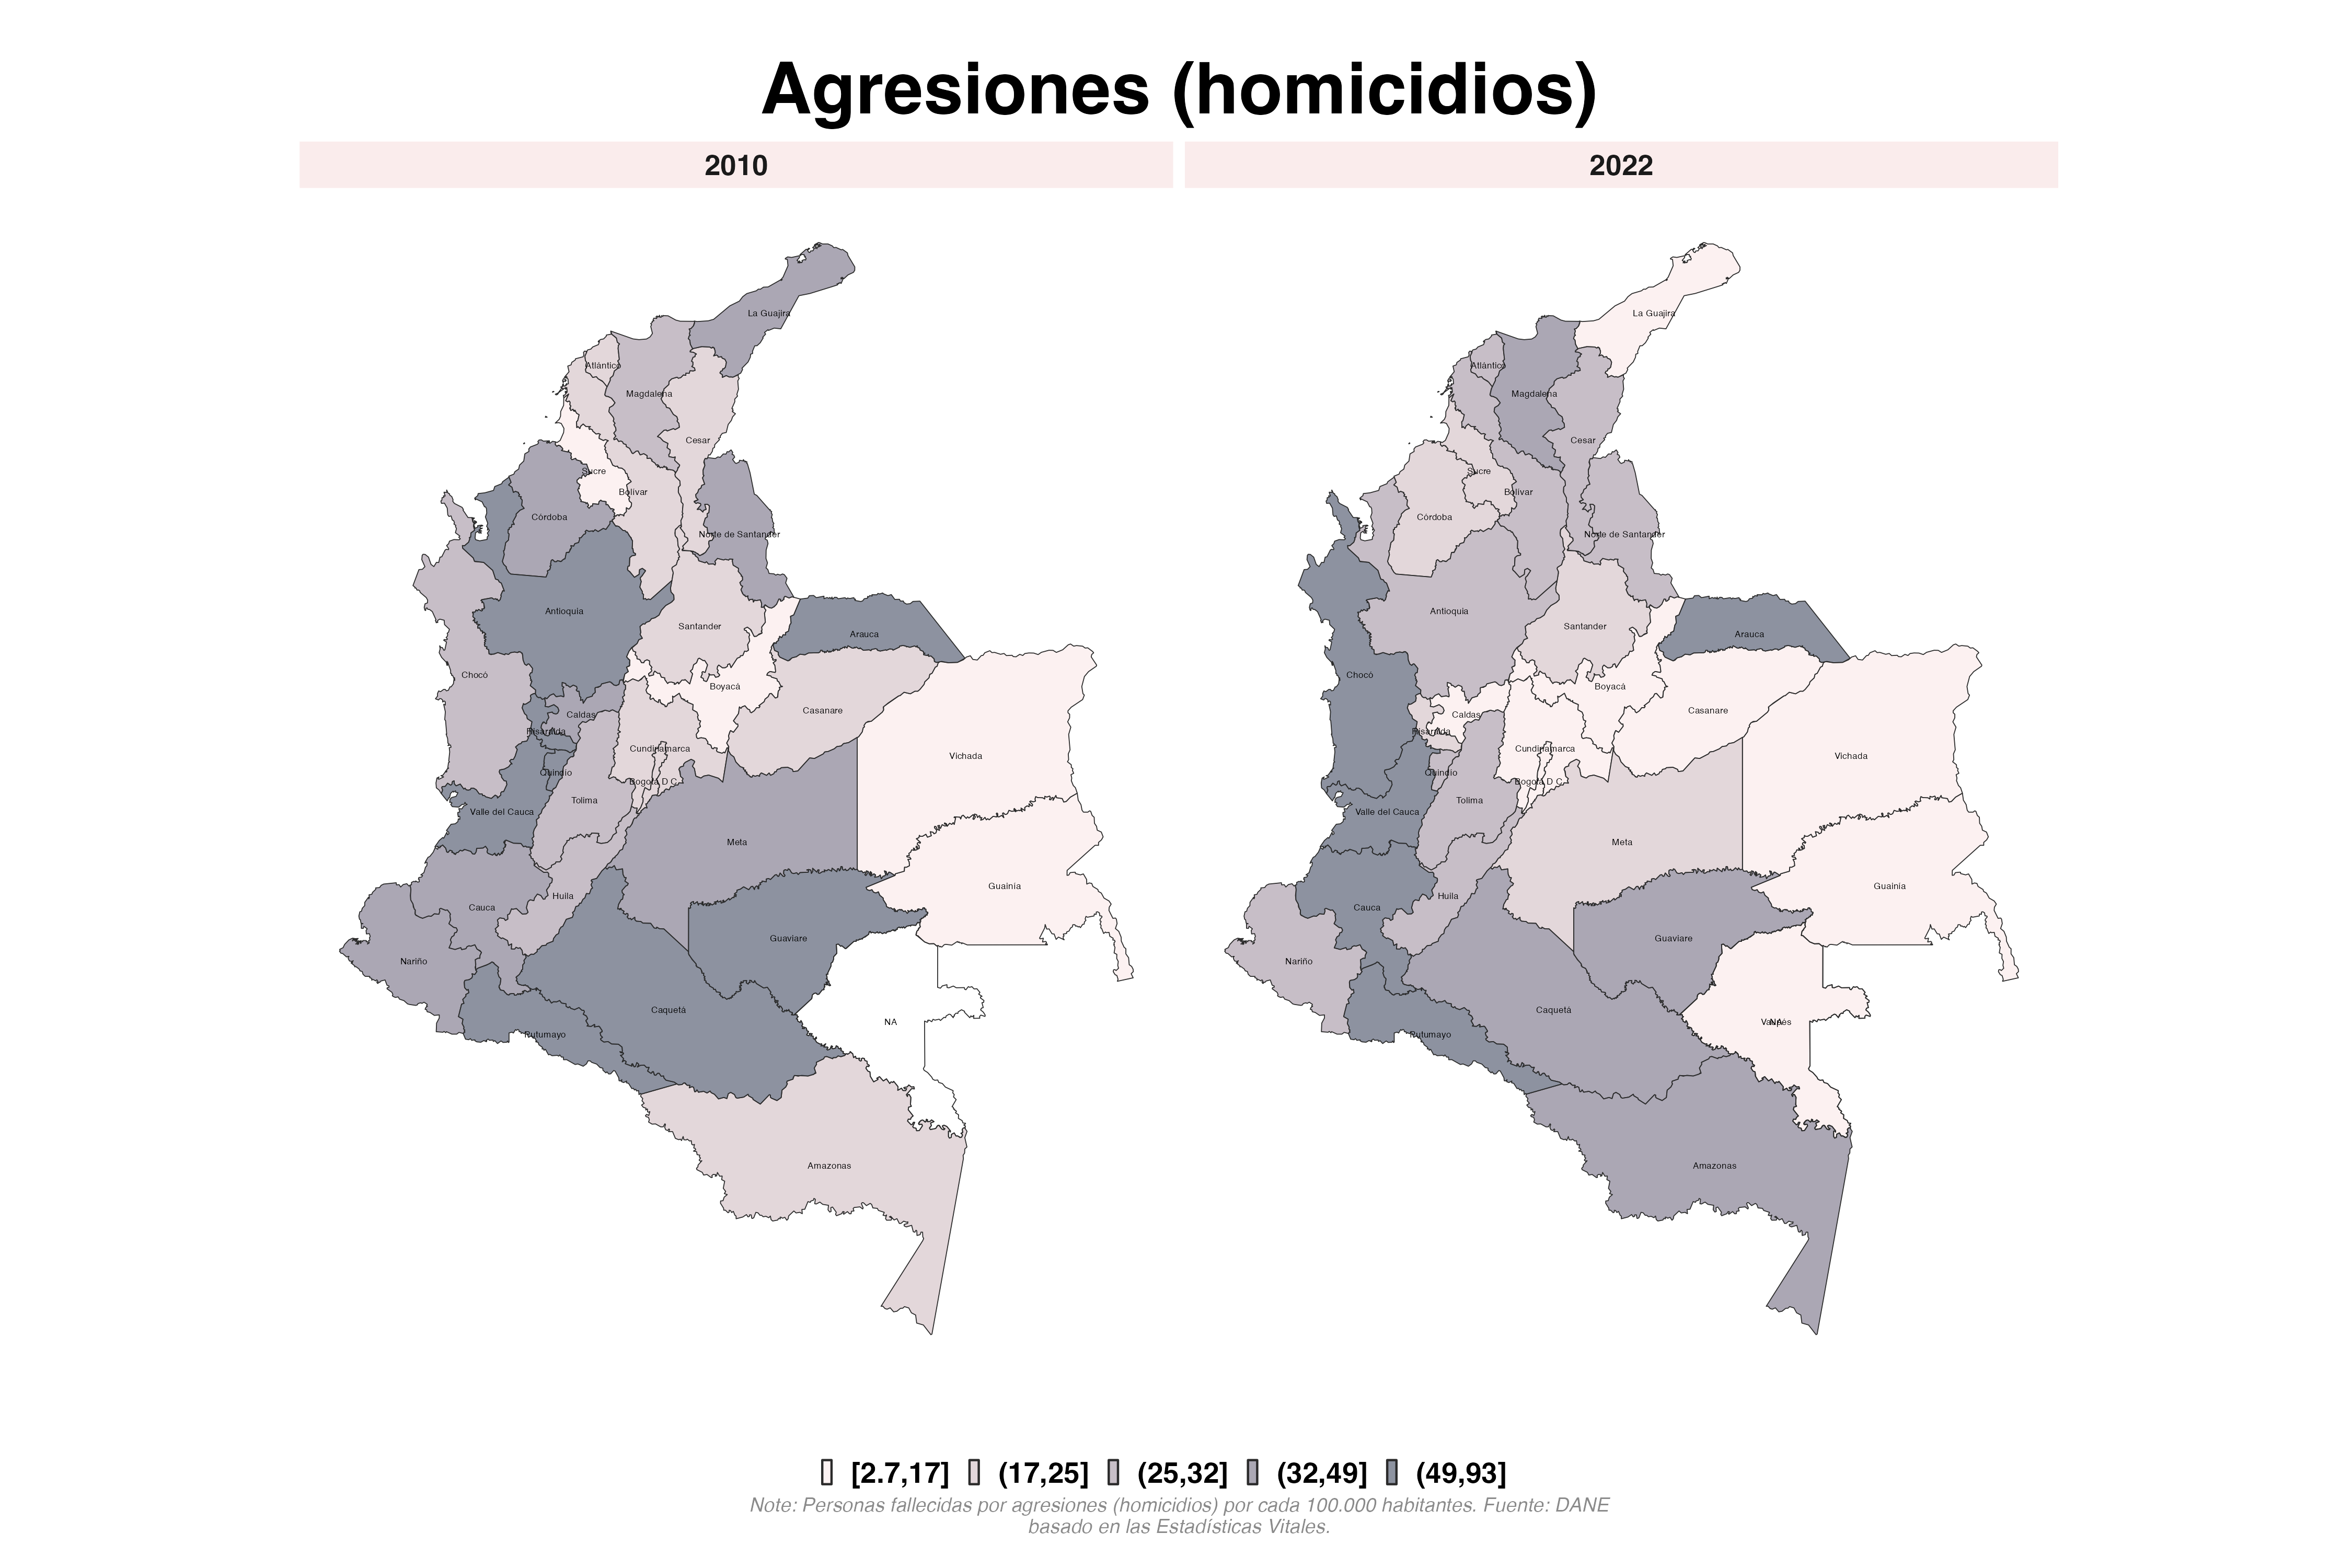 Agresiones (homicidios)
2010
2022
La Guajira
Atlántico
Magdalena
Cesar
Sucre
Bolívar
Córdoba
Norte de Santander
Antioquia
Santander
Arauca
Chocó
Boyacá
Caldas
Casanare
Risaralda
Cundinamarca
Vichada
Quindio
Bogotá D.C.
Tolima
Valle del Cauca
Meta
Guainia
Huila
Cauca
Guaviare
Nariño
Caquetá
NA
Putumayo
Amazonas
La Guajira
Atlántico
Magdalena
Cesar
Sucre
Bolívar
Córdoba
Norte de Santander
Antioquia
Santander
Arauca
Chocó
Boyacá
Caldas
Casanare
Risaralda
Cundinamarca
Vichada
Quindio
Bogotá D.C.
Tolima
Valle del Cauca
Meta
Guainia
Huila
Cauca
Guaviare
Nariño
Caquetá
Putumayo
Amazonas
[2.7,17] (17,25] (25,32] (32,49] (49,93]
Note: Personas fallecidas por agresiones (homicidios) por cada 100.000 habitantes. Fuente: DANE
basado en las Estadísticas Vitales.